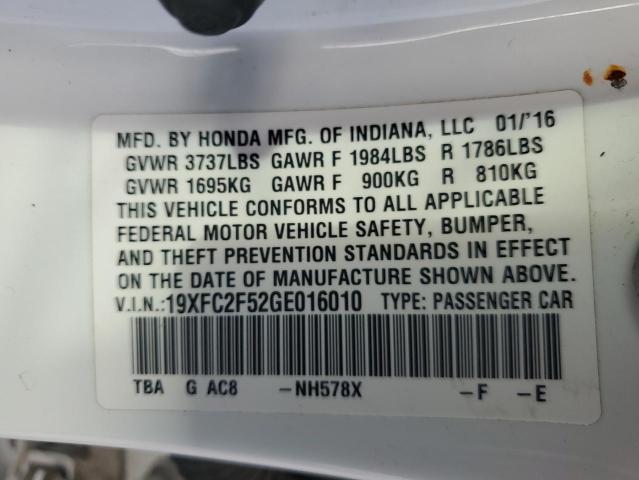 MFD. BY HONDA MFG. OF INDIANA, LLC 01/'16
GVWR 3737LBS GAWR F 1984LBS R 1786LBS
GVWR 1695KG GAWR F 900KG R 810KG
THIS VEHICLE CONFORMS TO ALL APPLICABLE
FEDERAL MOTOR VEHICLE SAFETY, BUMPER,
AND THEFT PREVENTION STANDARDS IN EFFECT
ON THE DATE OF MANUFACTURE SHOWN ABOVE.
V.I.N.:19XFC2F52GE016010 TYPE: PASSENGER CAR
TBA G AC8 -NH578X -F -E